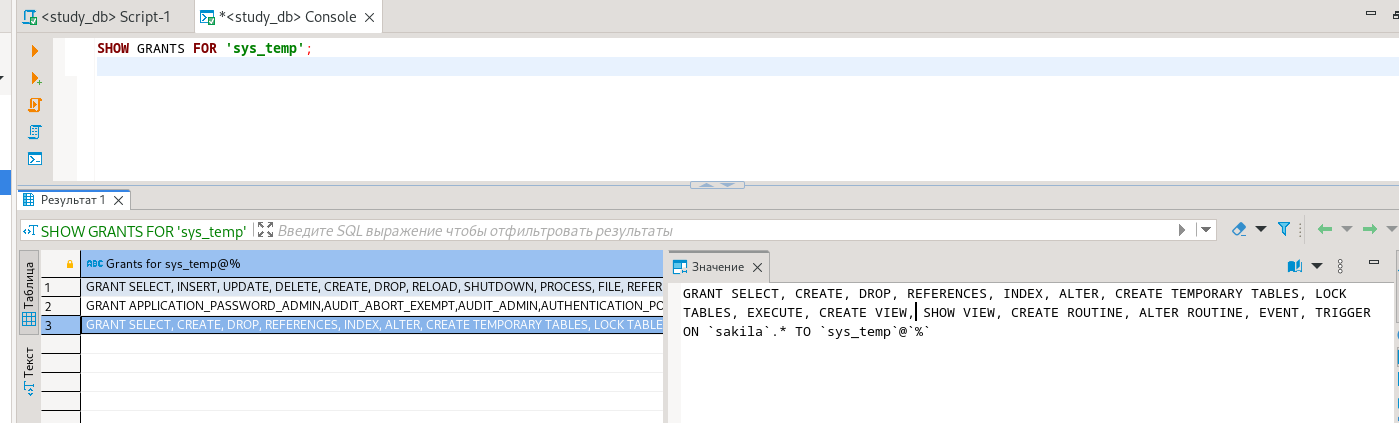 <study_db> Script-1
*<study_db> Console
SHOW GRANTS FOR 'sys_temp';
Результат 1
SHOW GRANTS FOR 'sys_temp'
Введите SQL выражение чтобы отфильтровать результаты
Таблица
Текст
ABC Grants for sys_temp@%
1 GRANT SELECT, INSERT, UPDATE, DELETE, CREATE, DROP, RELOAD, SHUTDOWN, PROCESS, FILE, REFER
2 GRANT APPLICATION_PASSWORD_ADMIN,AUDIT_ABORT_EXEMPT,AUDIT_ADMIN,AUTHENTICATION_PO
3 GRANT SELECT, CREATE, DROP, REFERENCES, INDEX, ALTER, CREATE TEMPORARY TABLES, LOCK TABLE
Значение
GRANT SELECT, CREATE, DROP, REFERENCES, INDEX, ALTER, CREATE TEMPORARY TABLES, LOCK
TABLES, EXECUTE, CREATE VIEW, SHOW VIEW, CREATE ROUTINE, ALTER ROUTINE, EVENT, TRIGGER
ON `sakila`.* TO `sys_temp`@`%`